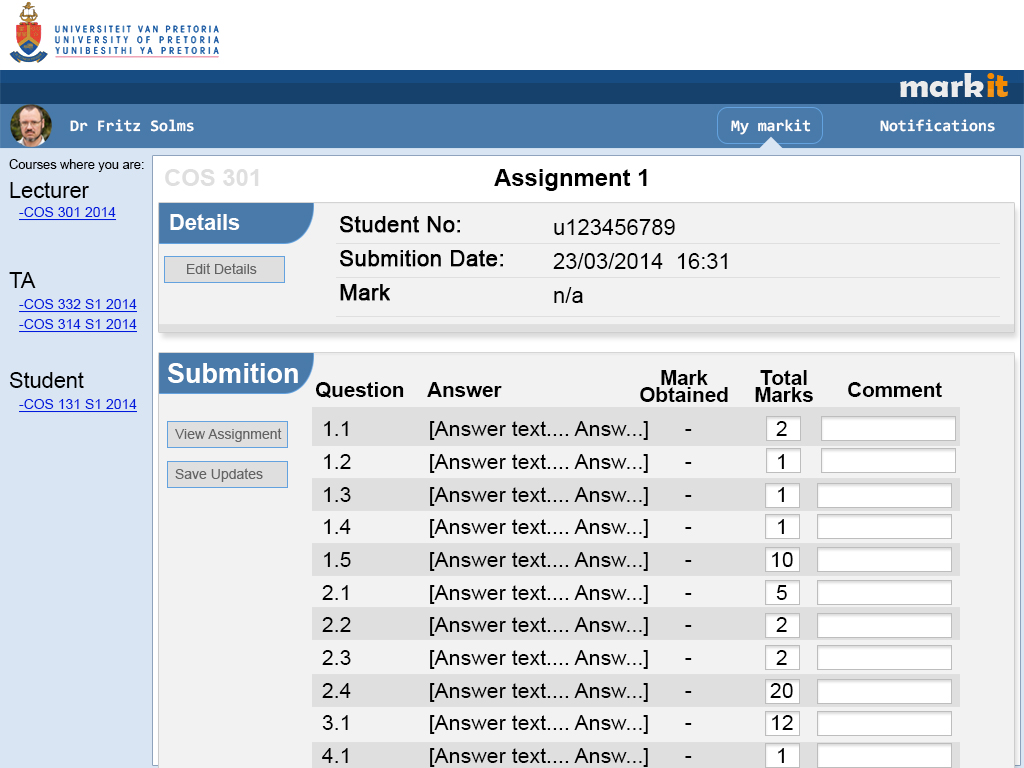 UNIVERSITEIT VAN PRETORIA
UNIVERSITY OF PRETORIA
YUNIBESITHI YA PRETORIA
markit
Dr Fritz Solms
My markit
Notifications
Courses where you are:
Lecturer
-COS 301 2014
TA
-COS 332 S1 2014
-COS 314 S1 2014
Student
-COS 131 S1 2014
COS 301
Assignment 1
Details
Edit Details
Student No: u123456789
Submition Date: 23/03/2014 16:31
Mark n/a
Submition
View Assignment
Save Updates
Question Answer Mark Obtained Total Marks Comment
1.1 [Answer text.... Answ...] - 2
1.2 [Answer text.... Answ...] - 1
1.3 [Answer text.... Answ...] - 1
1.4 [Answer text.... Answ...] - 1
1.5 [Answer text.... Answ...] - 10
2.1 [Answer text.... Answ...] - 5
2.2 [Answer text.... Answ...] - 2
2.3 [Answer text.... Answ...] - 2
2.4 [Answer text.... Answ...] - 20
3.1 [Answer text.... Answ...] - 12
4.1 [Answer text.... Answ...] - 1